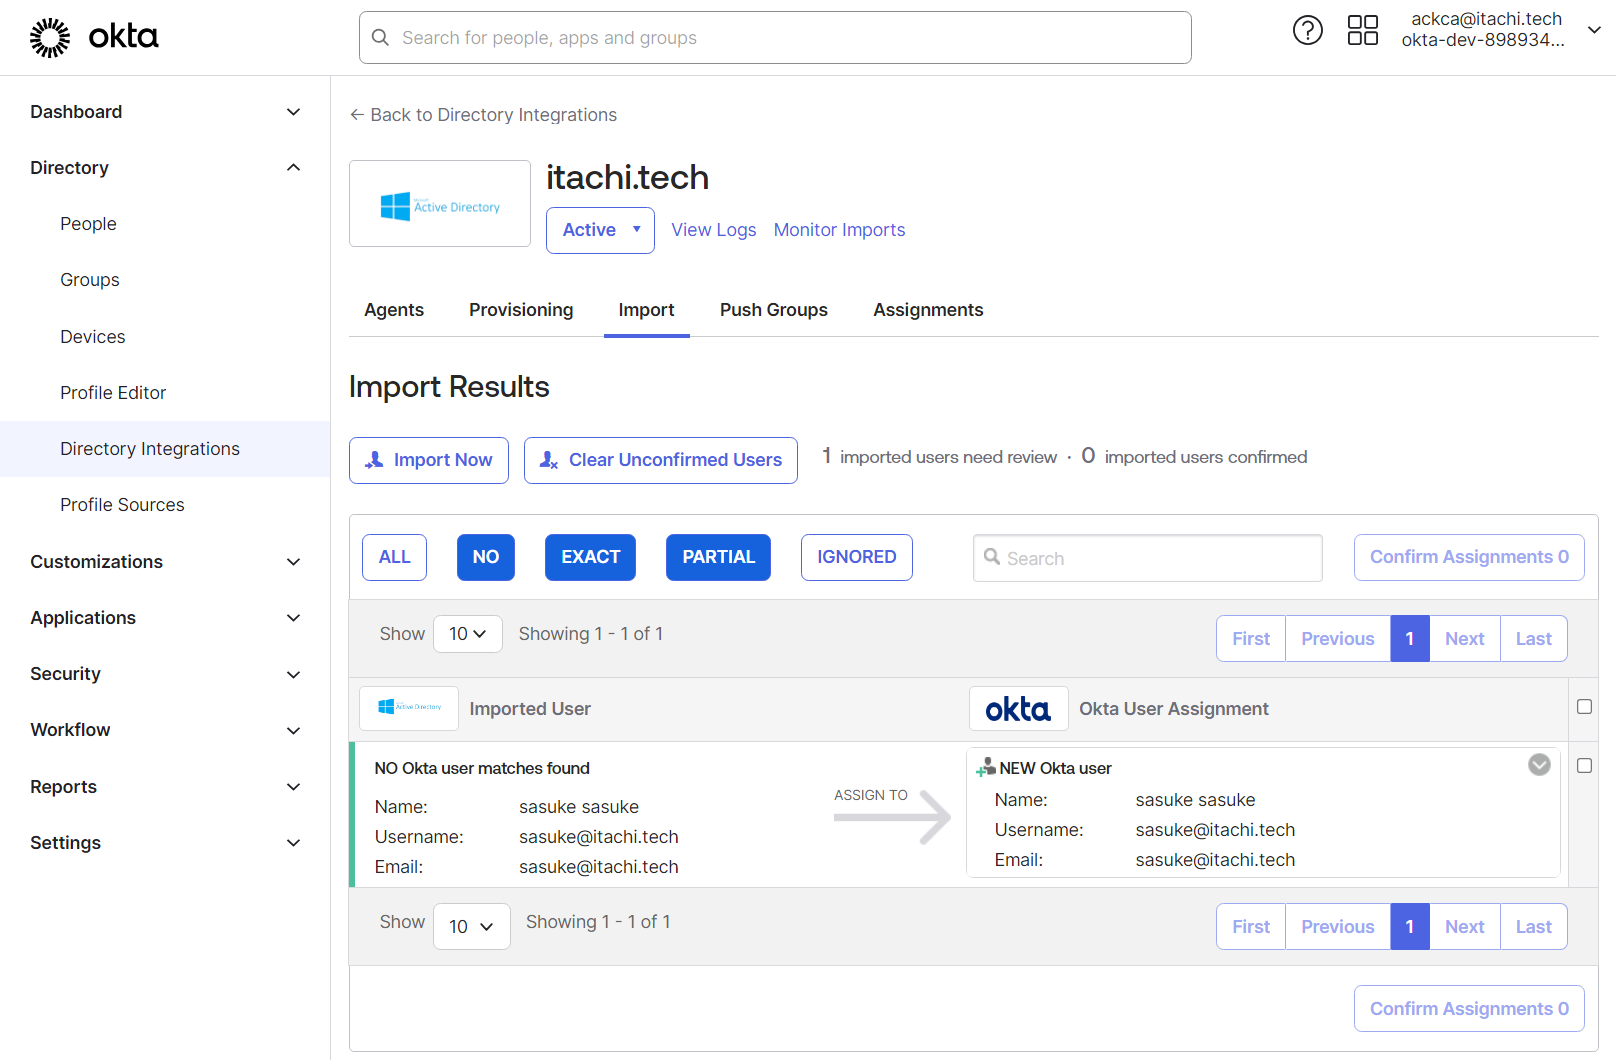 okta
Search for people, apps and groups
ackca@itachi.tech
okta-dev-898934...
Dashboard
Directory
People
Groups
Devices
Profile Editor
Directory Integrations
Profile Sources
Customizations
Applications
Security
Workflow
Reports
Settings
← Back to Directory Integrations
Active Directory
itachi.tech
Active View Logs Monitor Imports
Agents Provisioning Import Push Groups Assignments
Import Results
Import Now Clear Unconfirmed Users 1 imported users need review · 0 imported users confirmed
ALL NO EXACT PARTIAL IGNORED Search Confirm Assignments 0
Show 10 Showing 1 - 1 of 1 First Previous 1 Next Last
Active Directory Imported User okta Okta User Assignment
NO Okta user matches found
Name: sasuke sasuke
Username: sasuke@itachi.tech
Email: sasuke@itachi.tech
ASSIGN TO
NEW Okta user
Name: sasuke sasuke
Username: sasuke@itachi.tech
Email: sasuke@itachi.tech
Show 10 Showing 1 - 1 of 1 First Previous 1 Next Last
Confirm Assignments 0